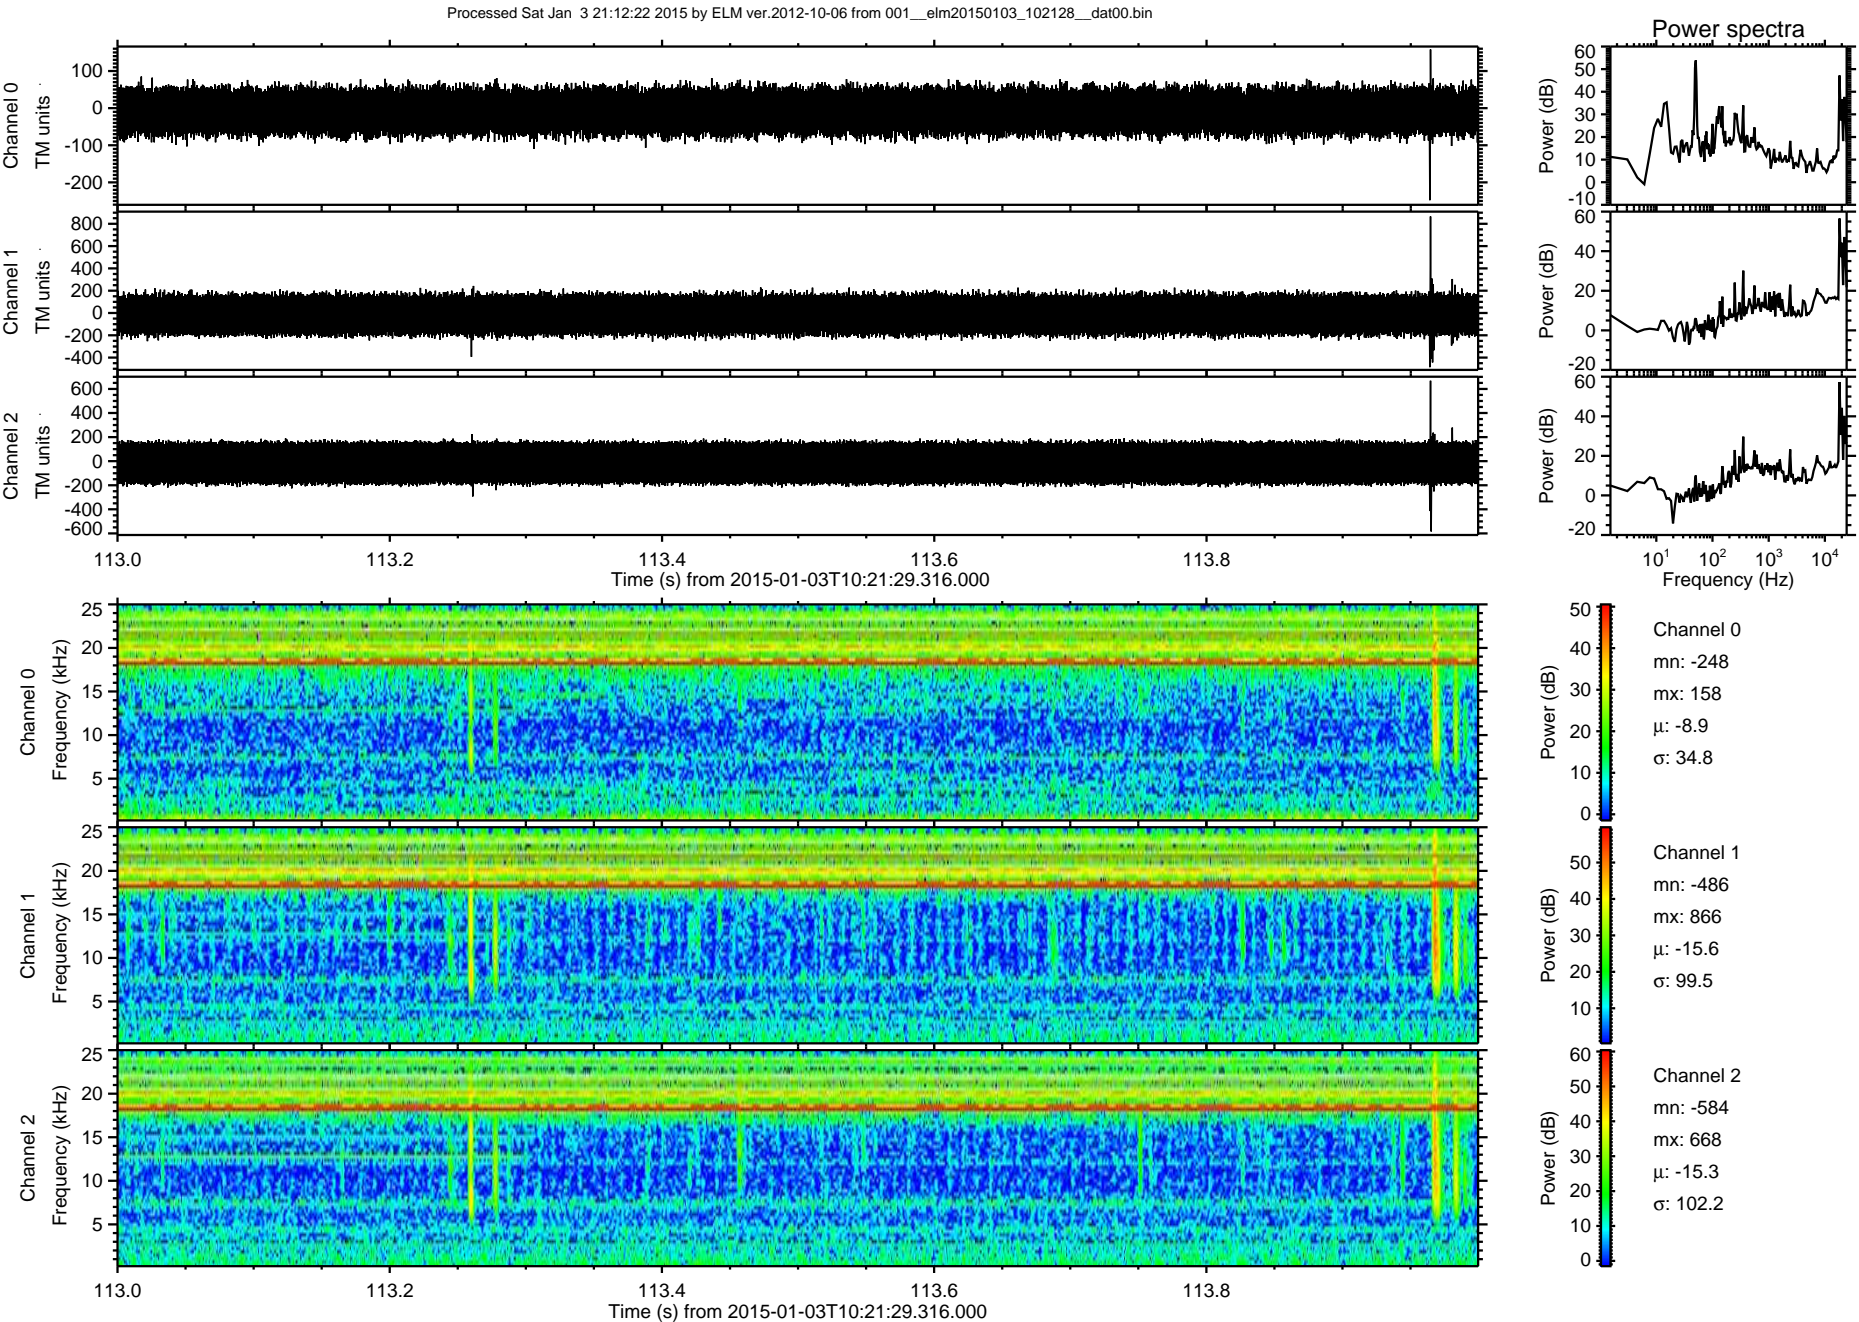 Processed Sat Jan  3 21:12:22 2015 by ELM ver.2012-10-06 from 001__elm20150103_102128__dat00.bin
Power spectra
Channel 0
TM units
100
0
-100
-200
Power (dB)
60
50
40
30
20
10
0
-10
Channel 1
TM units
800
600
400
200
0
-200
-400
Power (dB)
60
40
20
0
-20
Channel 2
TM units
600
400
200
0
-200
-400
-600
Power (dB)
60
40
20
0
-20
113.0 113.2 113.4 113.6 113.8
Time (s) from 2015-01-03T10:21:29.316.000
10¹ 10² 10³ 10⁴
Frequency (Hz)
Channel 0
Frequency (kHz)
25
20
15
10
5
Power (dB)
50
40
30
20
10
0
Channel 0
mn: -248
mx: 158
μ: -8.9
σ: 34.8
Channel 1
Frequency (kHz)
25
20
15
10
5
Power (dB)
50
40
30
20
10
Channel 1
mn: -486
mx: 866
μ: -15.6
σ: 99.5
Channel 2
Frequency (kHz)
25
20
15
10
5
Power (dB)
60
50
40
30
20
10
0
Channel 2
mn: -584
mx: 668
μ: -15.3
σ: 102.2
113.0 113.2 113.4 113.6 113.8
Time (s) from 2015-01-03T10:21:29.316.000